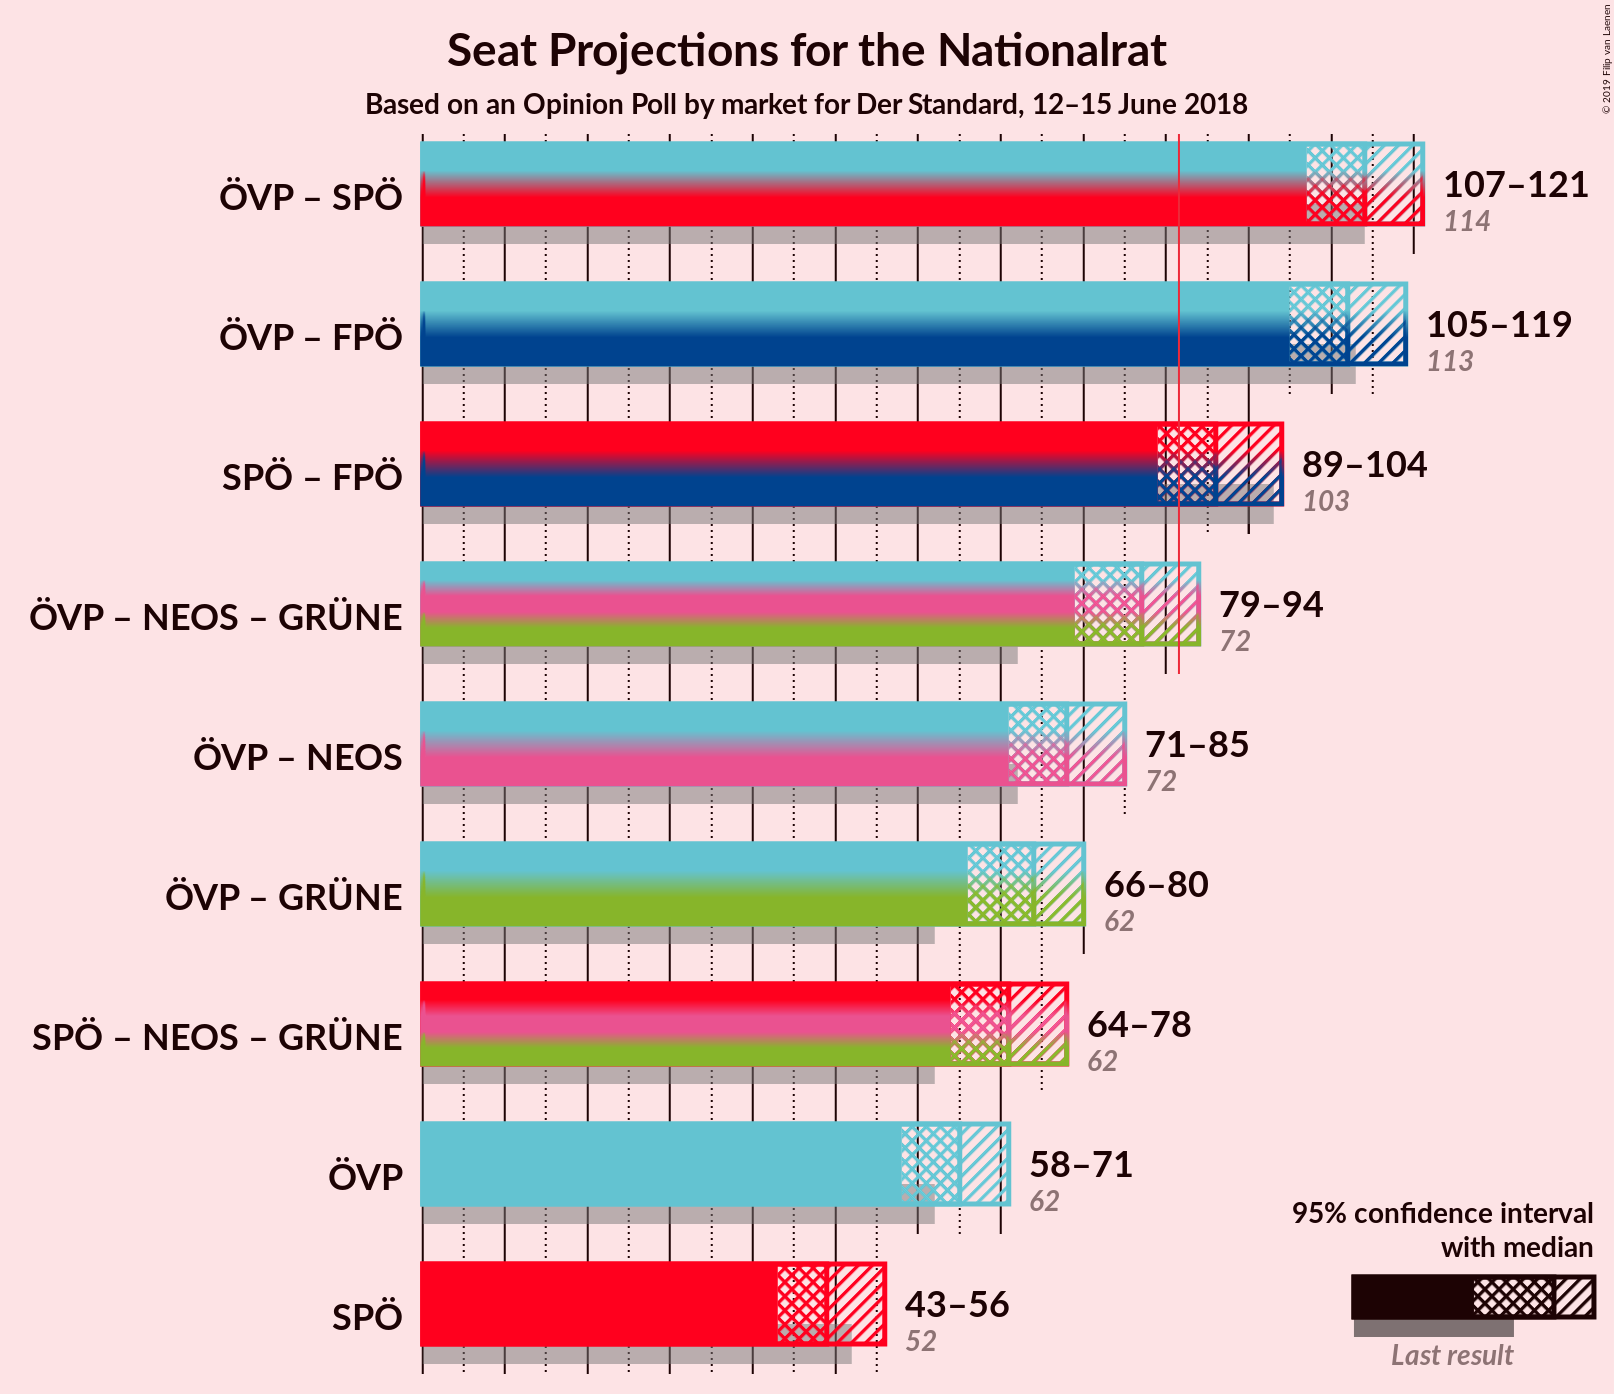 Seat Projections for the Nationalrat
Based on an Opinion Poll by market for Der Standard, 12–15 June 2018
© 2019 Filip van Laenen
ÖVP – SPÖ
107–121
114
ÖVP – FPÖ
105–119
113
SPÖ – FPÖ
89–104
103
ÖVP – NEOS – GRÜNE
79–94
72
ÖVP – NEOS
71–85
72
ÖVP – GRÜNE
66–80
62
SPÖ – NEOS – GRÜNE
64–78
62
ÖVP
58–71
62
SPÖ
43–56
52
95% confidence interval
with median
Last result